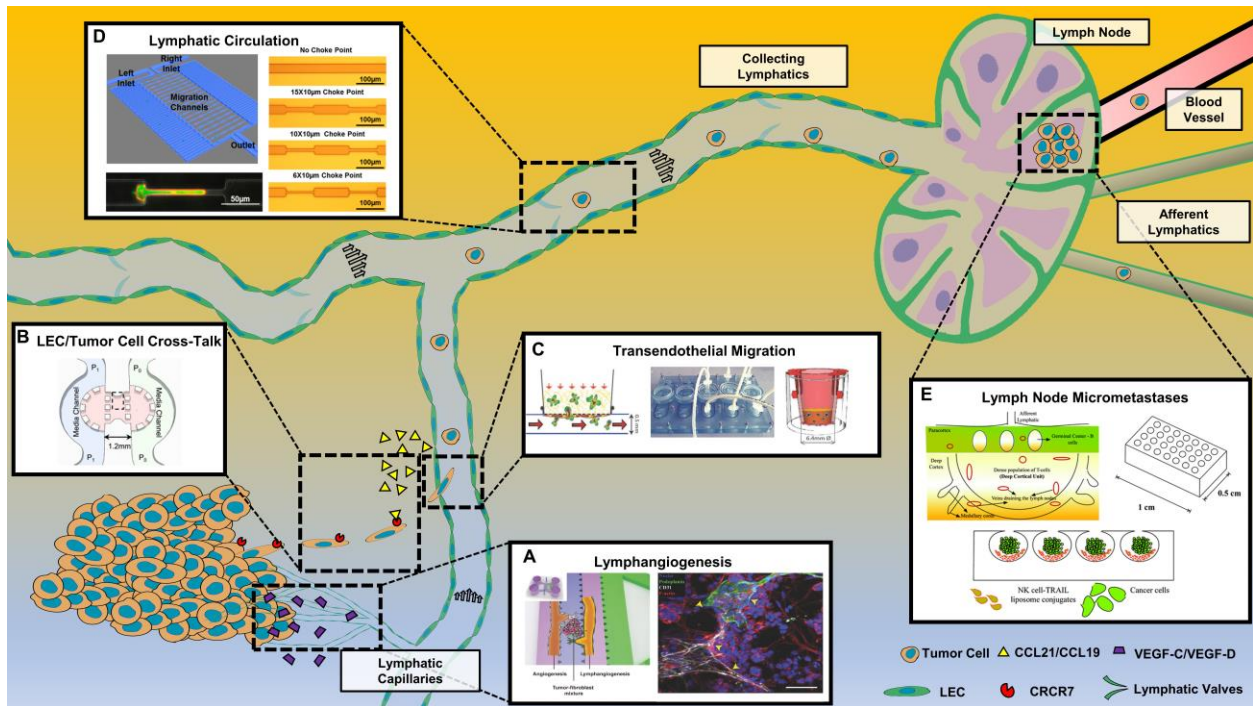 D
Lymphatic Circulation
Left
Inlet
Right
Inlet
Migration
Channels
Outlet
50µm
No Choke Point
100µm
15X10µm Choke Point
100µm
10X10µm Choke Point
100µm
6X10µm Choke Point
100µm
Collecting
Lymphatics
Lymph Node
Blood
Vessel
Afferent
Lymphatics
B
LEC/Tumor Cell Cross-Talk
Media Channel
1.2mm
Media Channel
C
Transendothelial Migration
6.4mm Ø
A
Lymphangiogenesis
Angiogenesis
Lymphangiogenesis
Tumor-fibroblast
mixture
CD31
Lymphatic
Capillaries
E
Lymph Node Micrometastases
Afferent
Lymphatic
Paracortex
Germinal Center - B
cells
Deep
Cortex
Dense population of T-cells
(Deep Cortical Unit)
Veins draining the lymph nodes
Medullary cords
1 cm
0.5 cm
NK cell-TRAIL
liposome conjugates
Cancer cells
Tumor Cell
CCL21/CCL19
VEGF-C/VEGF-D
LEC
CRCR7
Lymphatic Valves